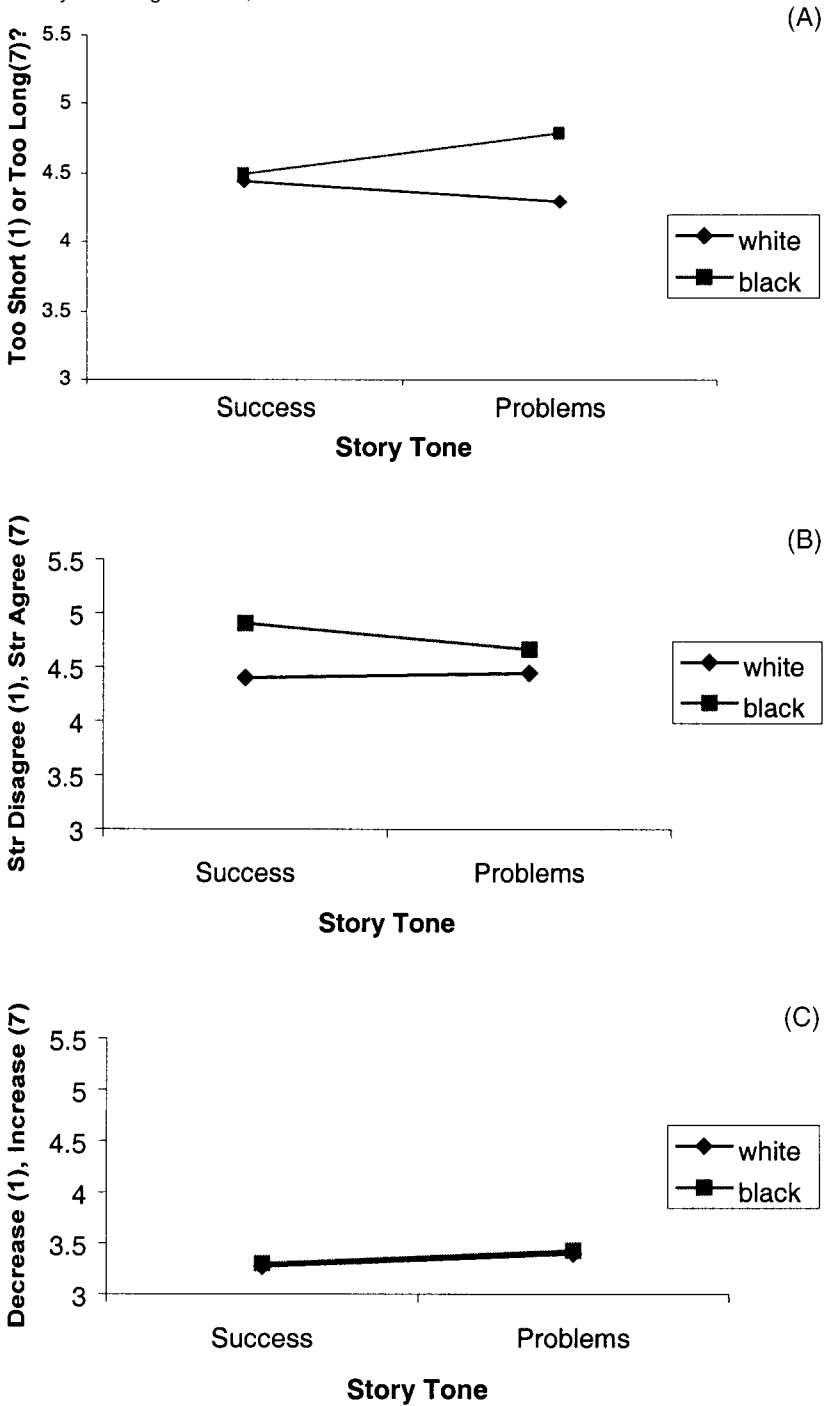 (A)
Too Short (1) or Too Long(7)?
5.5
5
4.5
4
3.5
3
white
black
Success
Problems
Story Tone
(B)
Str Disagree (1), Str Agree (7)
5.5
5
4.5
4
3.5
3
white
black
Success
Problems
Story Tone
(C)
Decrease (1), Increase (7)
5.5
5
4.5
4
3.5
3
white
black
Success
Problems
Story Tone